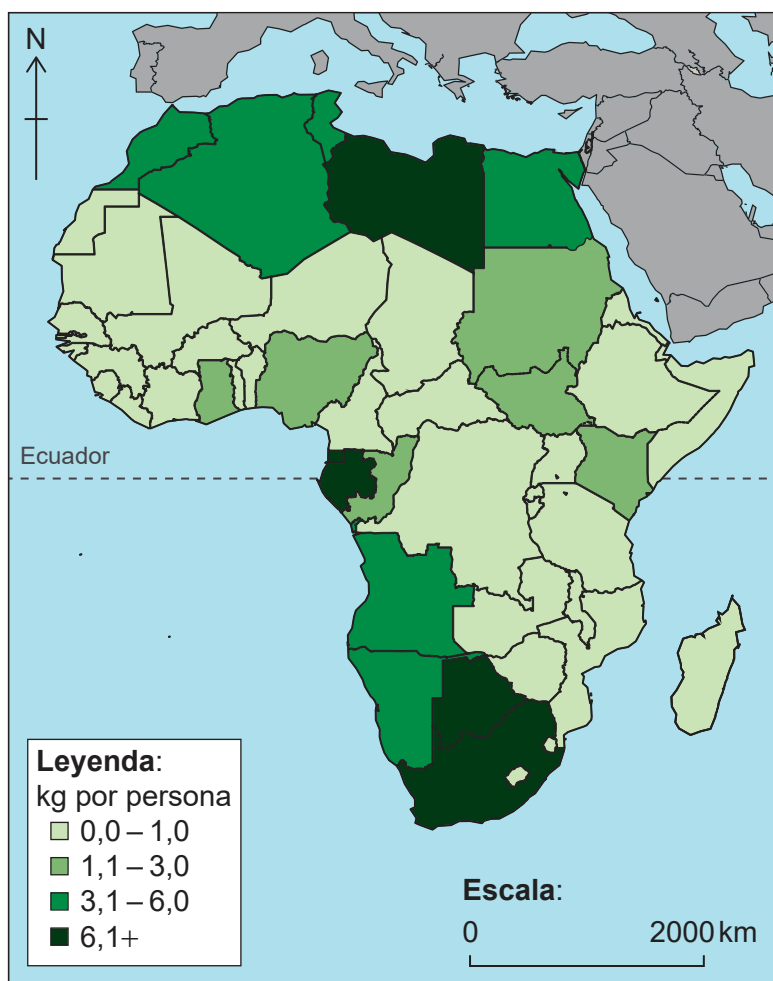 N
Ecuador
Leyenda:
kg por persona
0,0 – 1,0
1,1 – 3,0
3,1 – 6,0
6,1+
Escala:
0 2000 km